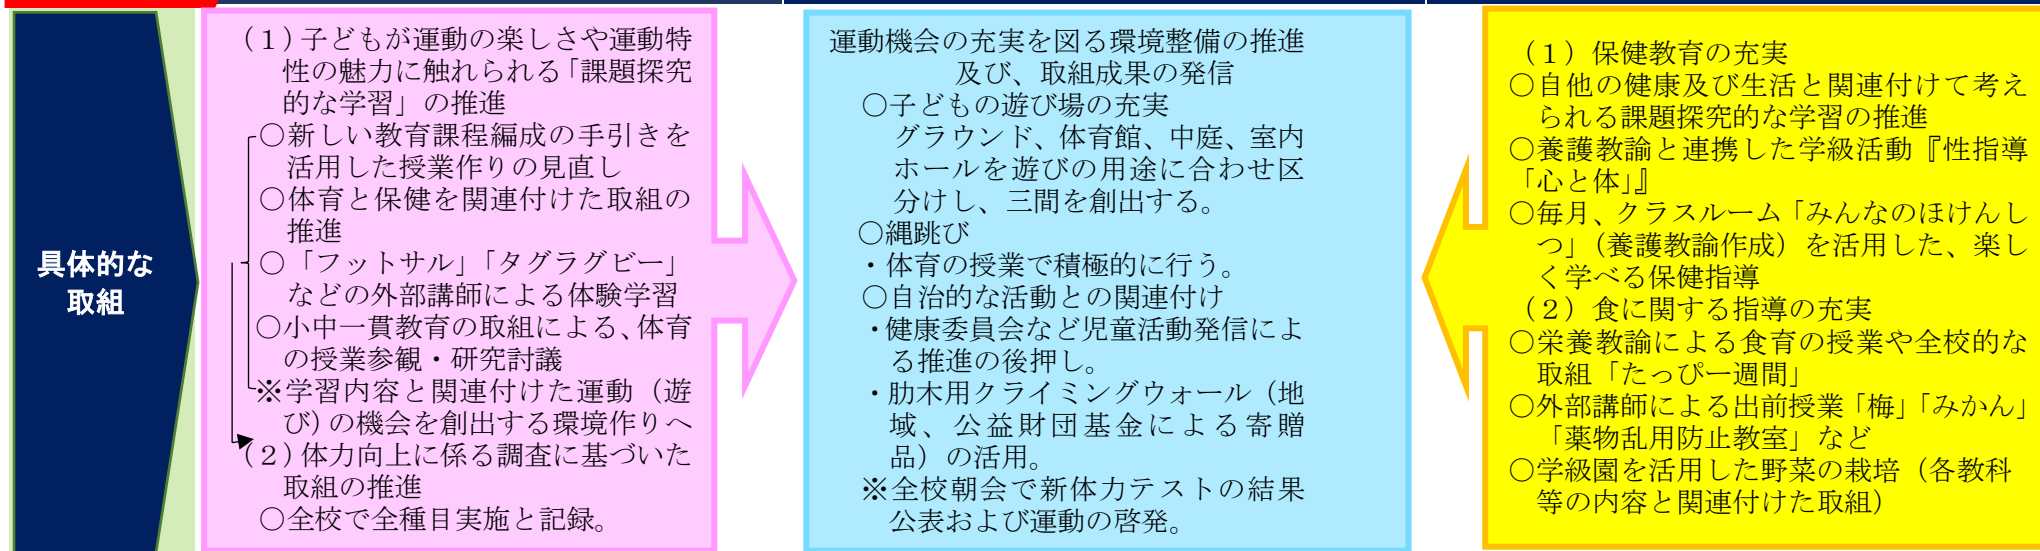 具体的な
取組
（１）子どもが運動の楽しさや運動特
性の魅力に触れられる「課題探究
的な学習」の推進
○新しい教育課程編成の手引きを
活用した授業作りの見直し
○体育と保健を関連付けた取組の
推進
○「フットサル」「タグラグビー」
などの外部講師による体験学習
○小中一貫教育の取組による、体育
の授業参観・研究討議
※学習内容と関連付けた運動（遊
び）の機会を創出する環境作りへ
（２）体力向上に係る調査に基づいた
取組の推進
○全校で全種目実施と記録。
運動機会の充実を図る環境整備の推進
及び、取組成果の発信
○子どもの遊び場の充実
グラウンド、体育館、中庭、室内
ホールを遊びの用途に合わせ区
分けし、三間を創出する。
○縄跳び
・体育の授業で積極的に行う。
○自治的な活動との関連付け
・健康委員会など児童活動発信によ
る推進の後押し。
・肋木用クライミングウォール（地
域、公益財団基金による寄贈
品）の活用。
※全校朝会で新体力テストの結果
公表および運動の啓発。
（１）保健教育の充実
○自他の健康及び生活と関連付けて考え
られる課題探究的な学習の推進
○養護教諭と連携した学級活動『性指導
「心と体」』
○毎月、クラスルーム「みんなのほけんし
つ」（養護教諭作成）を活用した、楽し
く学べる保健指導
（２）食に関する指導の充実
○栄養教諭による食育の授業や全校的な
取組「たっぴー週間」
○外部講師による出前授業「梅」「みかん」
「薬物乱用防止教室」など
○学級園を活用した野菜の栽培（各教科
等の内容と関連付けた取組）